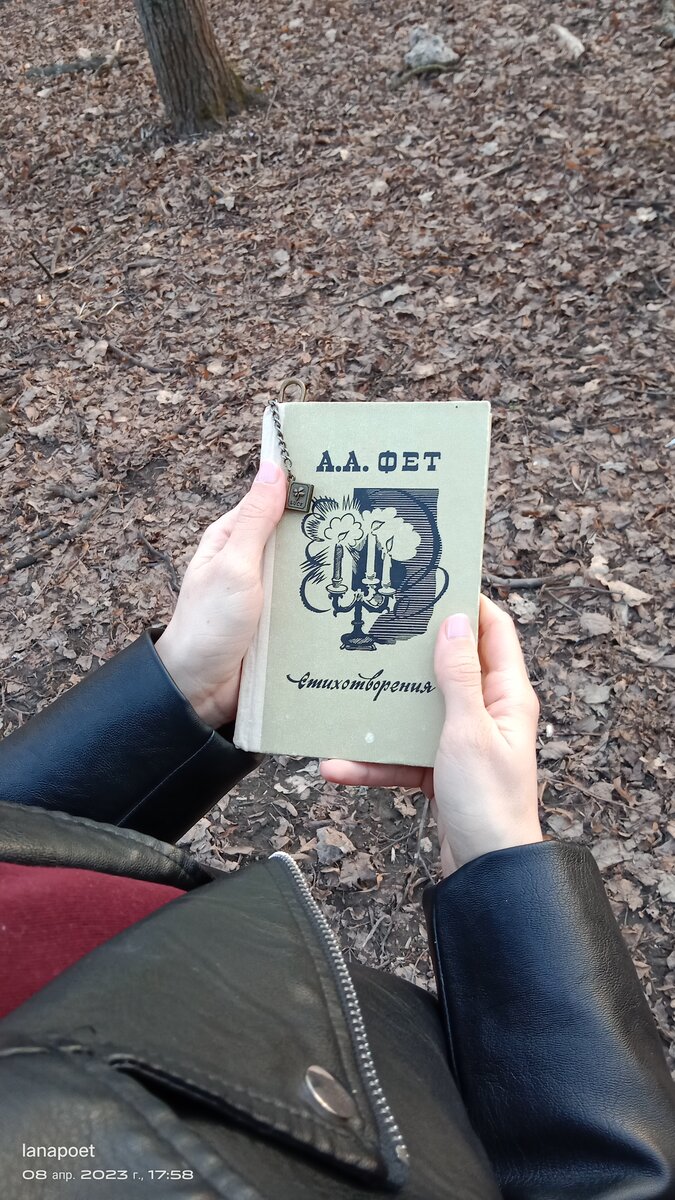 А.А. ФЕТ
стихотворения
lanapoet
08 апр. 2023 г., 17:58